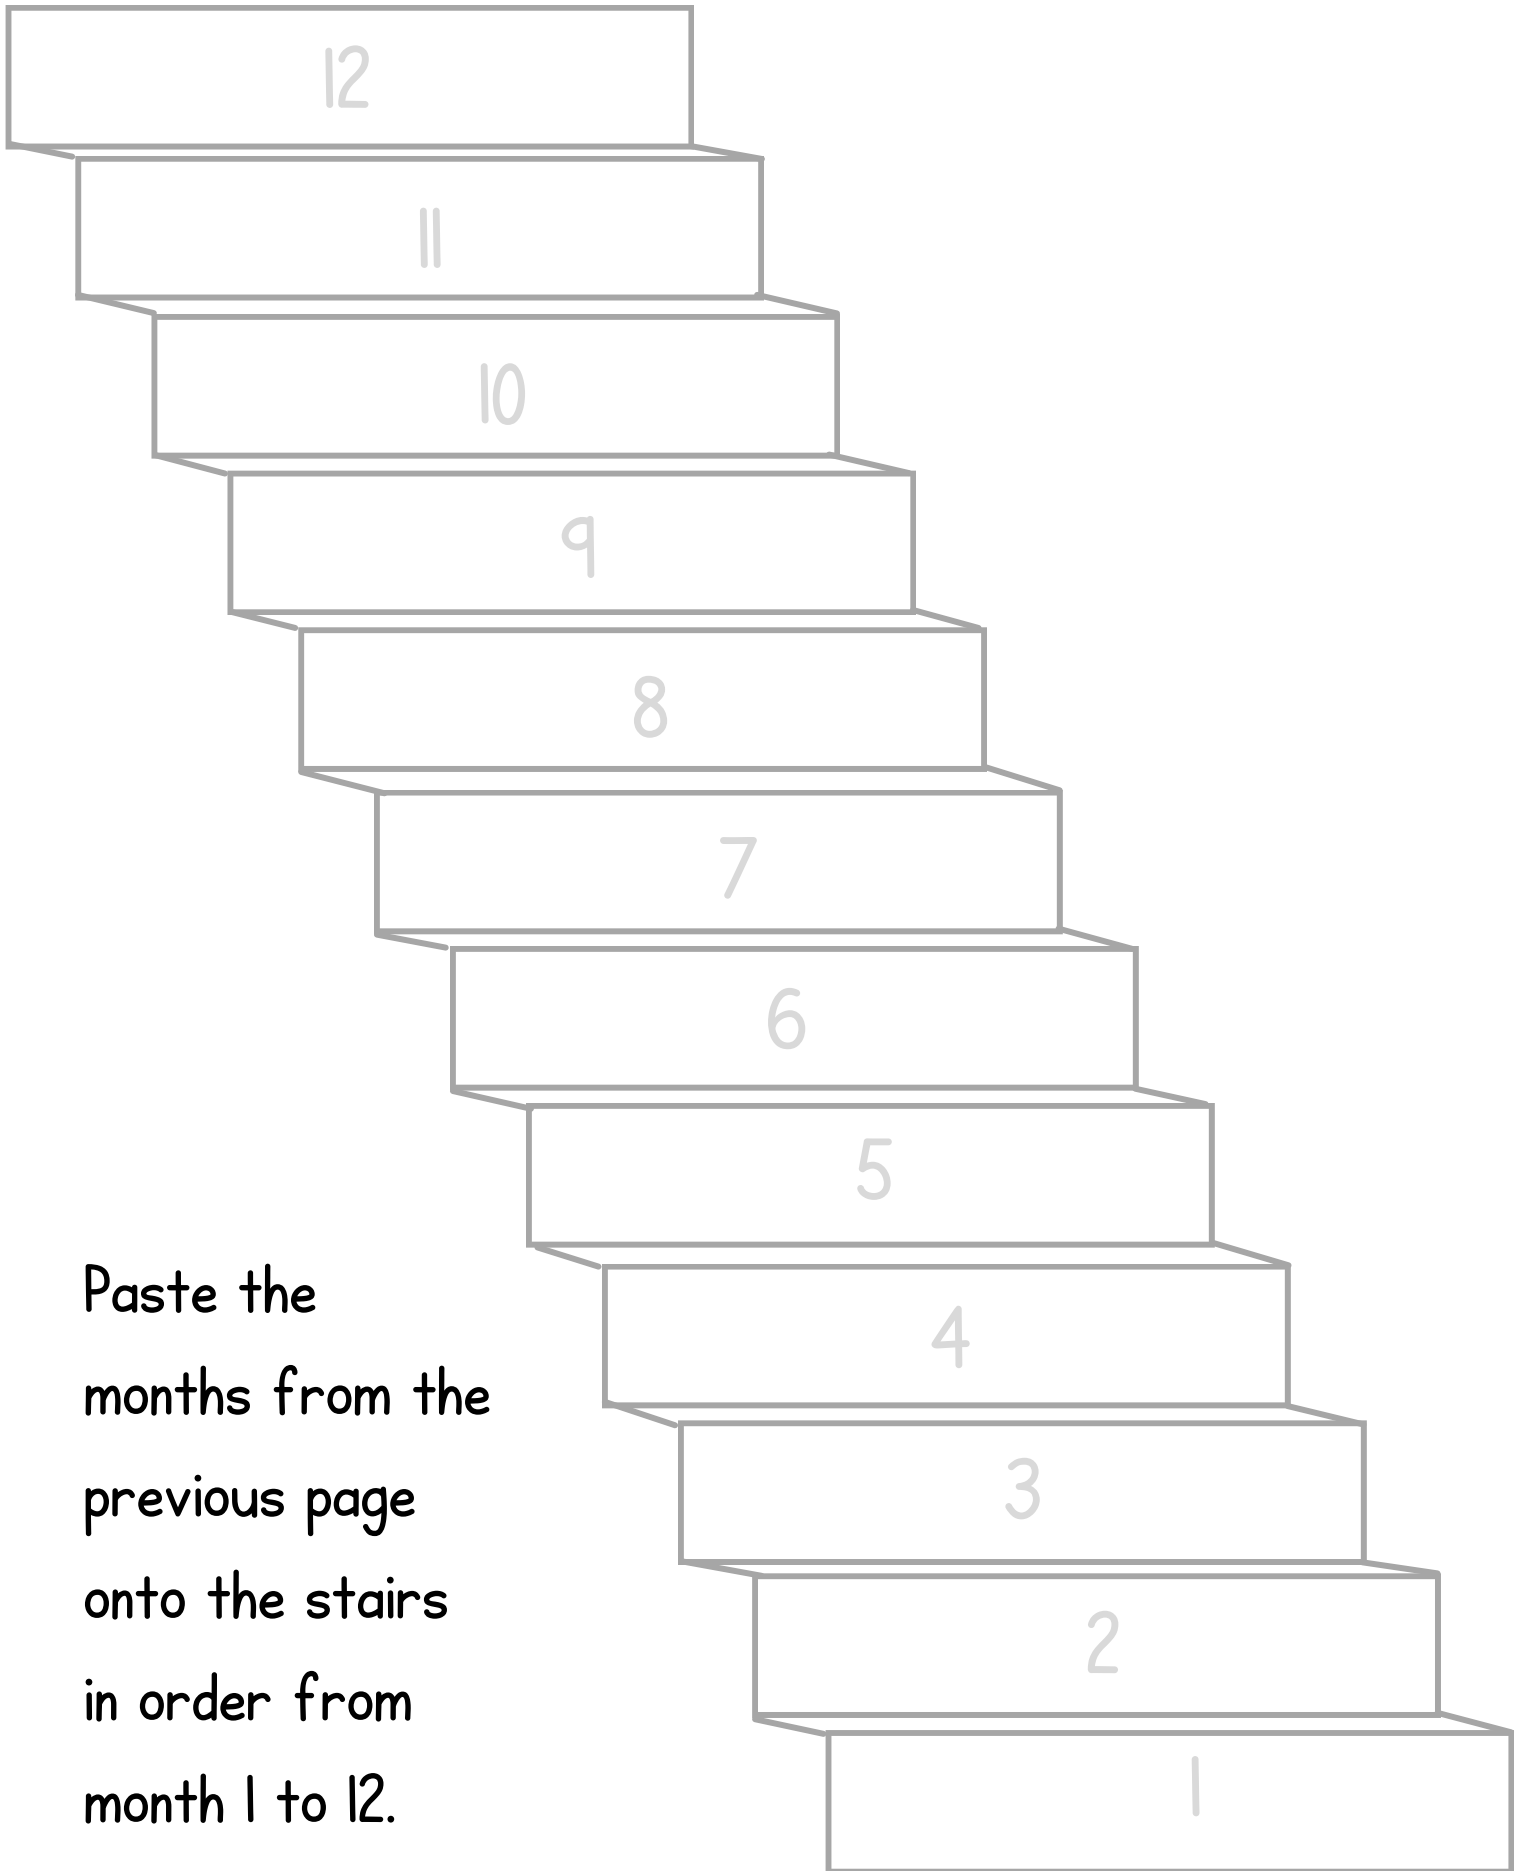 12
11
10
9
8
7
6
5
4
3
2
1
Paste the
months from the
previous page
onto the stairs
in order from
month 1 to 12.